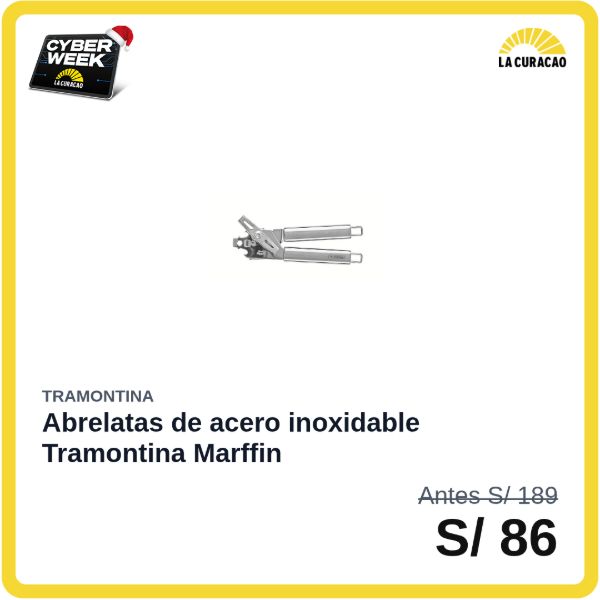 CYBER
WEEK
LA CURACAO
LA CURACAO
TRAMONTINA
Abrelatas de acero inoxidable
Tramontina Marffin
Antes S/ 189
S/ 86